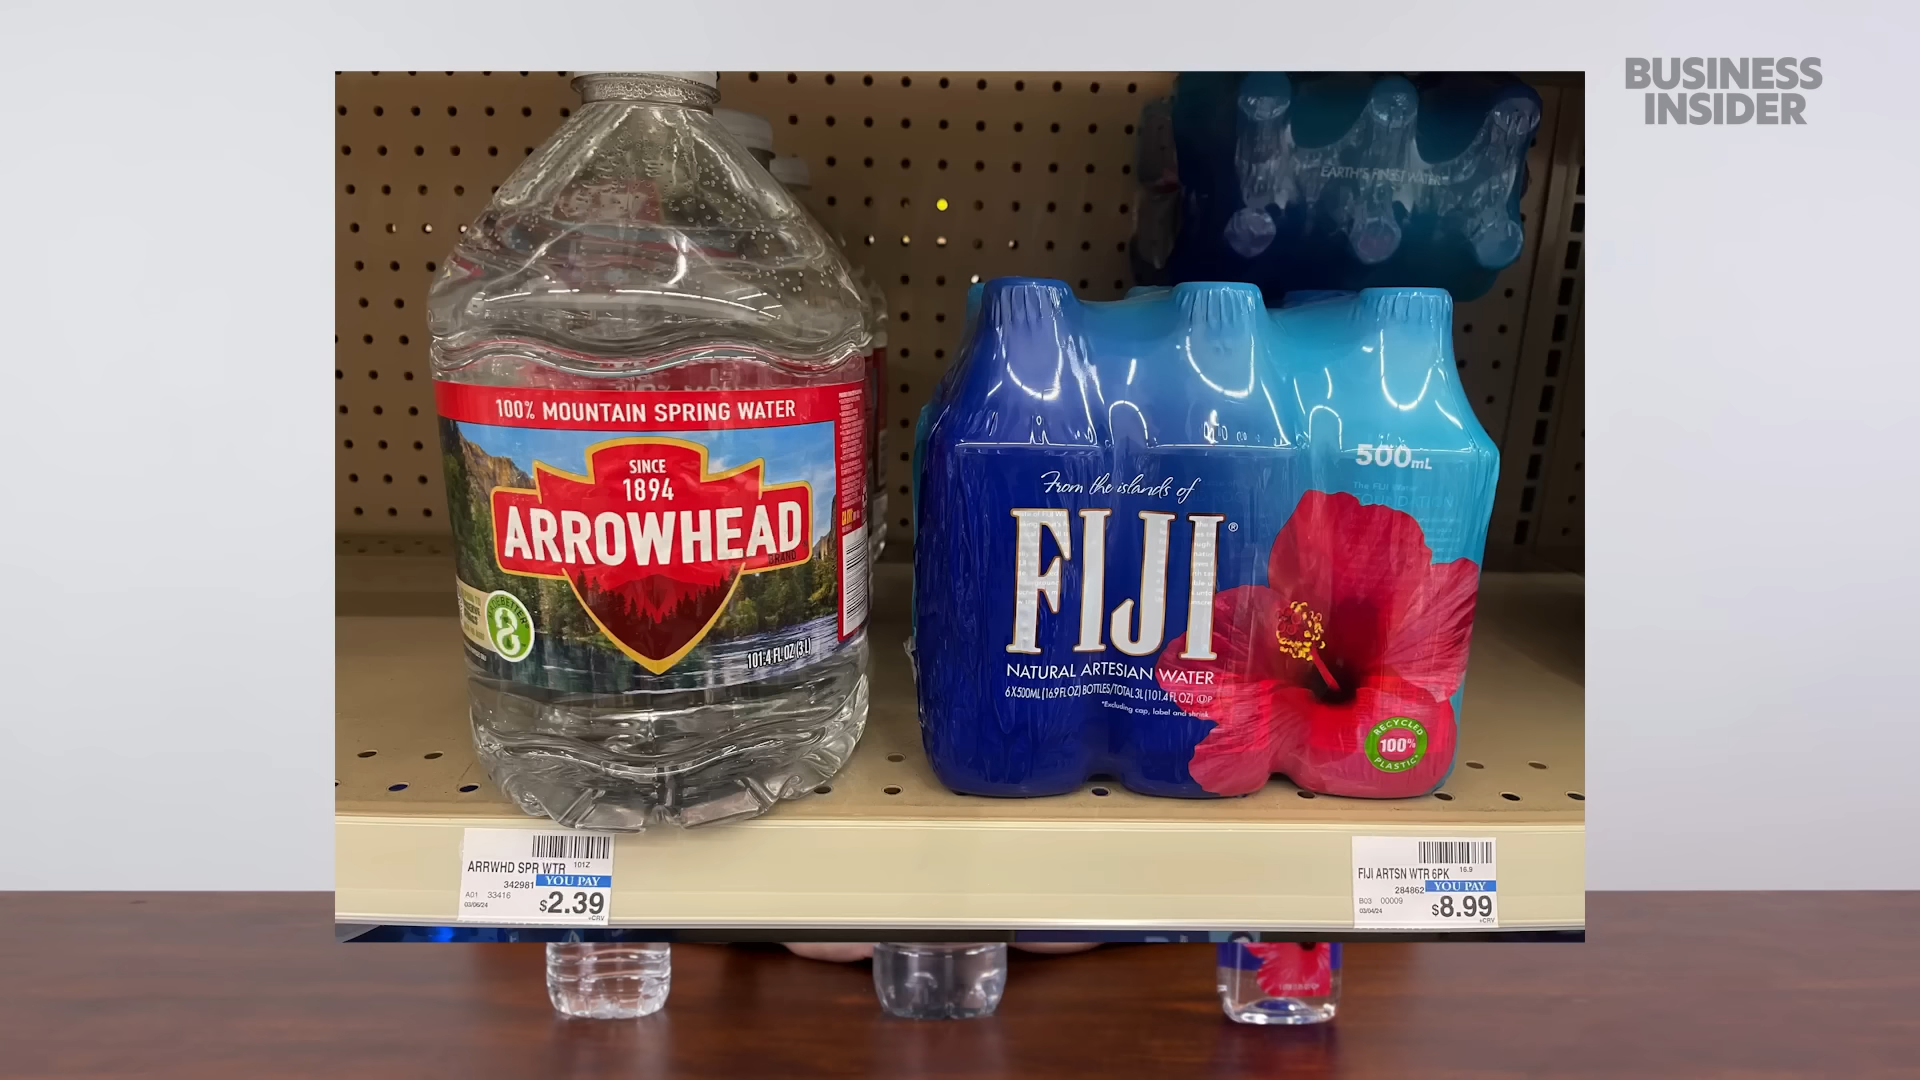 BUSINESS
INSIDER
EARTH'S FINEST WATER
100% MOUNTAIN SPRING WATER
SINCE
1894
ARROWHEAD
BRAND
101.4 FL OZ (3 L)
500mL
The FIJI Water
FOUNDATION
From the islands of
FIJI®
NATURAL ARTESIAN WATER
6 X 500ML (16.9 FL OZ) BOTTLES/TOTAL 3L (101.4 FL OZ)
*Excluding cap, label and shrink
RECYCLED
100%
PLASTIC*
ARRWHD SPR WTR 101Z
342981 YOU PAY
A01 33416
03/06/24
$2.39
+CRV
FIJI ARTSN WTR 6PK 16.9
284862 YOU PAY
B03 00009
03/04/24
$8.99
+CRV